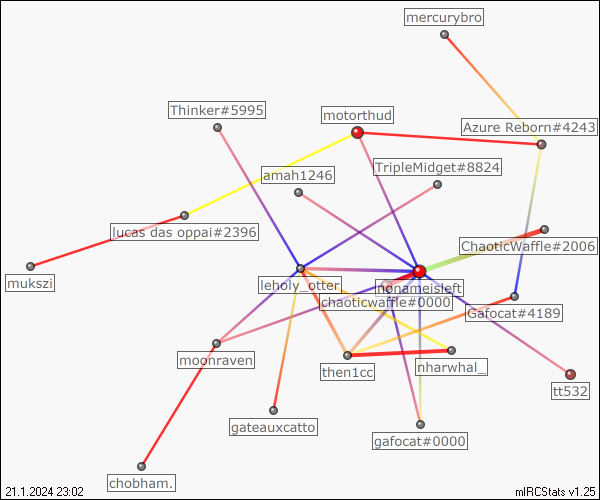 mercurybro
Thinker#5995
motorthud
Azure Reborn#4243
TripleMidget#8824
amah1246
lucas das oppai#2396
ChaoticWaffle#2006
mukszi
leholy_otter
nonameisleft
chaoticwaffle#0000
Gafocat#4189
moonraven
then1cc
nharwhal_
tt532
gateauxcatto
gafocat#0000
chobham.
21.1.2024 23:02
mIRCStats v1.25